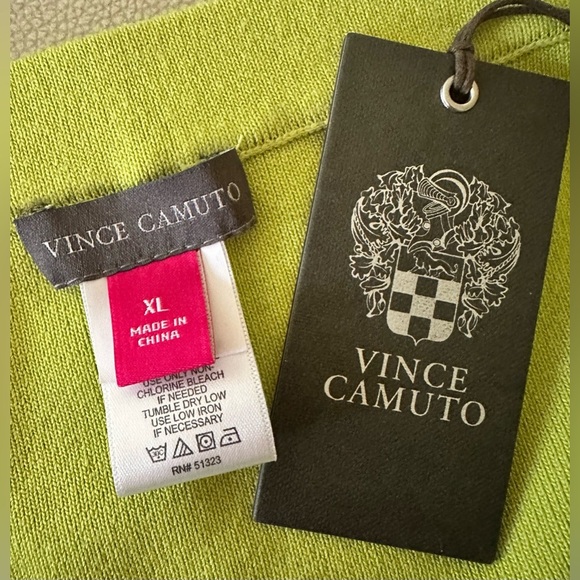 VINCE CAMUTO
XL
MADE IN
CHINA
USE ONLY NON-
CHLORINE BLEACH
IF NEEDED
TUMBLE DRY LOW
USE LOW IRON
IF NECESSARY
RN# 51323
VINCE
CAMUTO